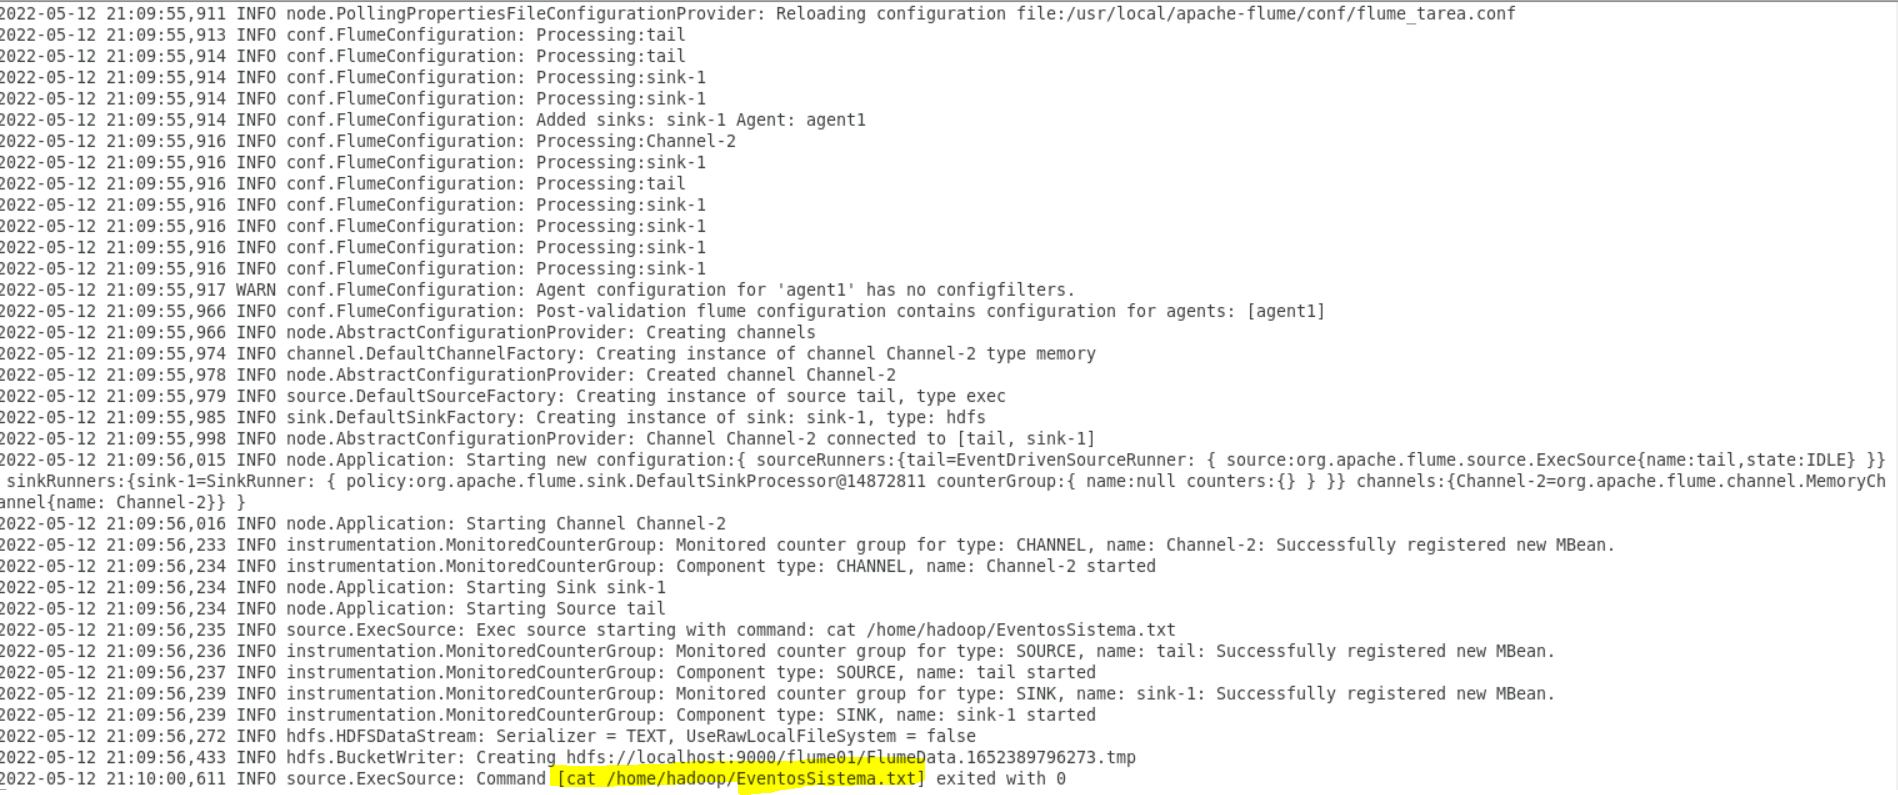 2022-05-12 21:09:55,911 INFO node.PollingPropertiesFileConfigurationProvider: Reloading configuration file:/usr/local/apache-flume/conf/flume_tarea.conf
2022-05-12 21:09:55,913 INFO conf.FlumeConfiguration: Processing:tail
2022-05-12 21:09:55,914 INFO conf.FlumeConfiguration: Processing:tail
2022-05-12 21:09:55,914 INFO conf.FlumeConfiguration: Processing:sink-1
2022-05-12 21:09:55,914 INFO conf.FlumeConfiguration: Processing:sink-1
2022-05-12 21:09:55,914 INFO conf.FlumeConfiguration: Added sinks: sink-1 Agent: agent1
2022-05-12 21:09:55,916 INFO conf.FlumeConfiguration: Processing:Channel-2
2022-05-12 21:09:55,916 INFO conf.FlumeConfiguration: Processing:sink-1
2022-05-12 21:09:55,916 INFO conf.FlumeConfiguration: Processing:tail
2022-05-12 21:09:55,916 INFO conf.FlumeConfiguration: Processing:sink-1
2022-05-12 21:09:55,916 INFO conf.FlumeConfiguration: Processing:sink-1
2022-05-12 21:09:55,916 INFO conf.FlumeConfiguration: Processing:sink-1
2022-05-12 21:09:55,916 INFO conf.FlumeConfiguration: Processing:sink-1
2022-05-12 21:09:55,917 WARN conf.FlumeConfiguration: Agent configuration for 'agent1' has no configfilters.
2022-05-12 21:09:55,966 INFO conf.FlumeConfiguration: Post-validation flume configuration contains configuration for agents: [agent1]
2022-05-12 21:09:55,966 INFO node.AbstractConfigurationProvider: Creating channels
2022-05-12 21:09:55,974 INFO channel.DefaultChannelFactory: Creating instance of channel Channel-2 type memory
2022-05-12 21:09:55,978 INFO node.AbstractConfigurationProvider: Created channel Channel-2
2022-05-12 21:09:55,979 INFO source.DefaultSourceFactory: Creating instance of source tail, type exec
2022-05-12 21:09:55,985 INFO sink.DefaultSinkFactory: Creating instance of sink: sink-1, type: hdfs
2022-05-12 21:09:55,998 INFO node.AbstractConfigurationProvider: Channel Channel-2 connected to [tail, sink-1]
2022-05-12 21:09:56,015 INFO node.Application: Starting new configuration:{ sourceRunners:{tail=EventDrivenSourceRunner: { source:org.apache.flume.source.ExecSource{name:tail,state:IDLE} }}
sinkRunners:{sink-1=SinkRunner: { policy:org.apache.flume.sink.DefaultSinkProcessor@14872811 counterGroup:{ name:null counters:{} } }} channels:{Channel-2=org.apache.flume.channel.MemoryCh
annel{name: Channel-2}} }
2022-05-12 21:09:56,016 INFO node.Application: Starting Channel Channel-2
2022-05-12 21:09:56,233 INFO instrumentation.MonitoredCounterGroup: Monitored counter group for type: CHANNEL, name: Channel-2: Successfully registered new MBean.
2022-05-12 21:09:56,234 INFO instrumentation.MonitoredCounterGroup: Component type: CHANNEL, name: Channel-2 started
2022-05-12 21:09:56,234 INFO node.Application: Starting Sink sink-1
2022-05-12 21:09:56,234 INFO node.Application: Starting Source tail
2022-05-12 21:09:56,235 INFO source.ExecSource: Exec source starting with command: cat /home/hadoop/EventosSistema.txt
2022-05-12 21:09:56,236 INFO instrumentation.MonitoredCounterGroup: Monitored counter group for type: SOURCE, name: tail: Successfully registered new MBean.
2022-05-12 21:09:56,237 INFO instrumentation.MonitoredCounterGroup: Component type: SOURCE, name: tail started
2022-05-12 21:09:56,239 INFO instrumentation.MonitoredCounterGroup: Monitored counter group for type: SINK, name: sink-1: Successfully registered new MBean.
2022-05-12 21:09:56,239 INFO instrumentation.MonitoredCounterGroup: Component type: SINK, name: sink-1 started
2022-05-12 21:09:56,272 INFO hdfs.HDFSDataStream: Serializer = TEXT, UseRawLocalFileSystem = false
2022-05-12 21:09:56,433 INFO hdfs.BucketWriter: Creating hdfs://localhost:9000/flume01/FlumeData.1652389796273.tmp
2022-05-12 21:10:00,611 INFO source.ExecSource: Command [cat /home/hadoop/EventosSistema.txt] exited with 0